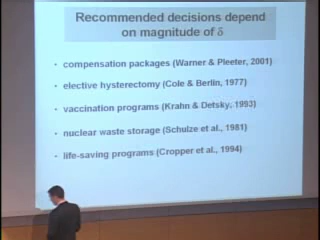 Recommended decisions depend
on magnitude of δ
· compensation packages (Warner & Pleeter, 2001)
· elective hysterectomy (Cole & Berlin, 1977)
· vaccination programs (Krahn & Detsky, 1993)
· nuclear waste storage (Schulze et al., 1981)
· life-saving programs (Cropper et al., 1994)